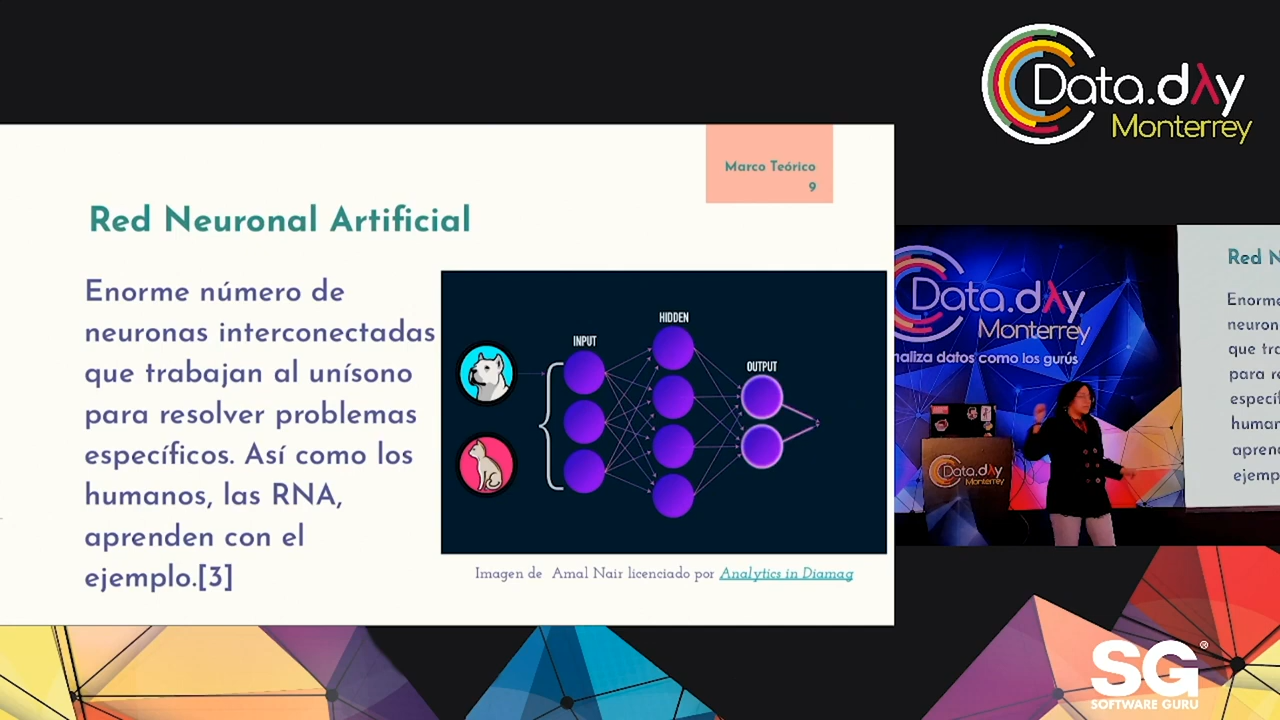 Data.dλy
Monterrey
Marco Teórico
9
Red Neuronal Artificial
Enorme número de
neuronas interconectadas
que trabajan al unísono
para resolver problemas
específicos. Así como los
humanos, las RNA,
aprenden con el
ejemplo.[3]
INPUT
HIDDEN
OUTPUT
Imagen de Amal Nair licenciado por Analytics in Diamag
Data.dλy
Monterrey
naliza datos como los gurús
Data.dλy
Monterrey
Red N
Enorme
neuron
que tra
para re
específ
human
aprend
ejemp
SG®
SOFTWARE GURU